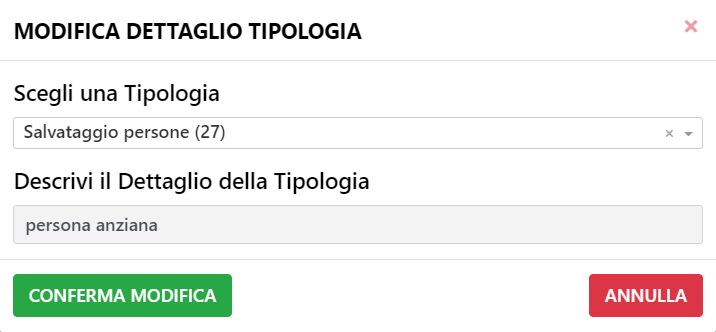 MODIFICA DETTAGLIO TIPOLOGIA ×
Scegli una Tipologia
Salvataggio persone (27) ×
Descrivi il Dettaglio della Tipologia
persona anziana
CONFERMA MODIFICA ANNULLA